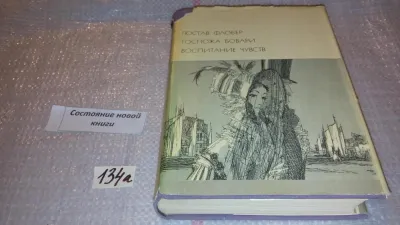 ГЮСТАВ ФЛОБЕР
ГОСПОЖА БОВАРИ
ВОСПИТАНИЕ ЧУВСТВ
Состояние новой
книги
134а